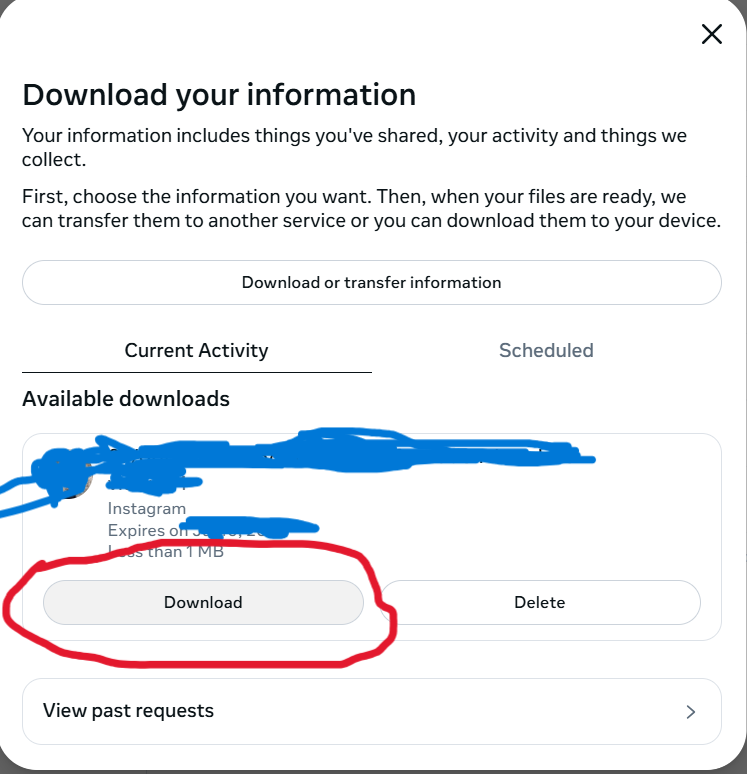 Download your information
Your information includes things you've shared, your activity and things we
collect.
First, choose the information you want. Then, when your files are ready, we
can transfer them to another service or you can download them to your device.
Download or transfer information
Current Activity
Scheduled
Available downloads
Instagram
Expires on
Less than 1 MB
Download
Delete
View past requests